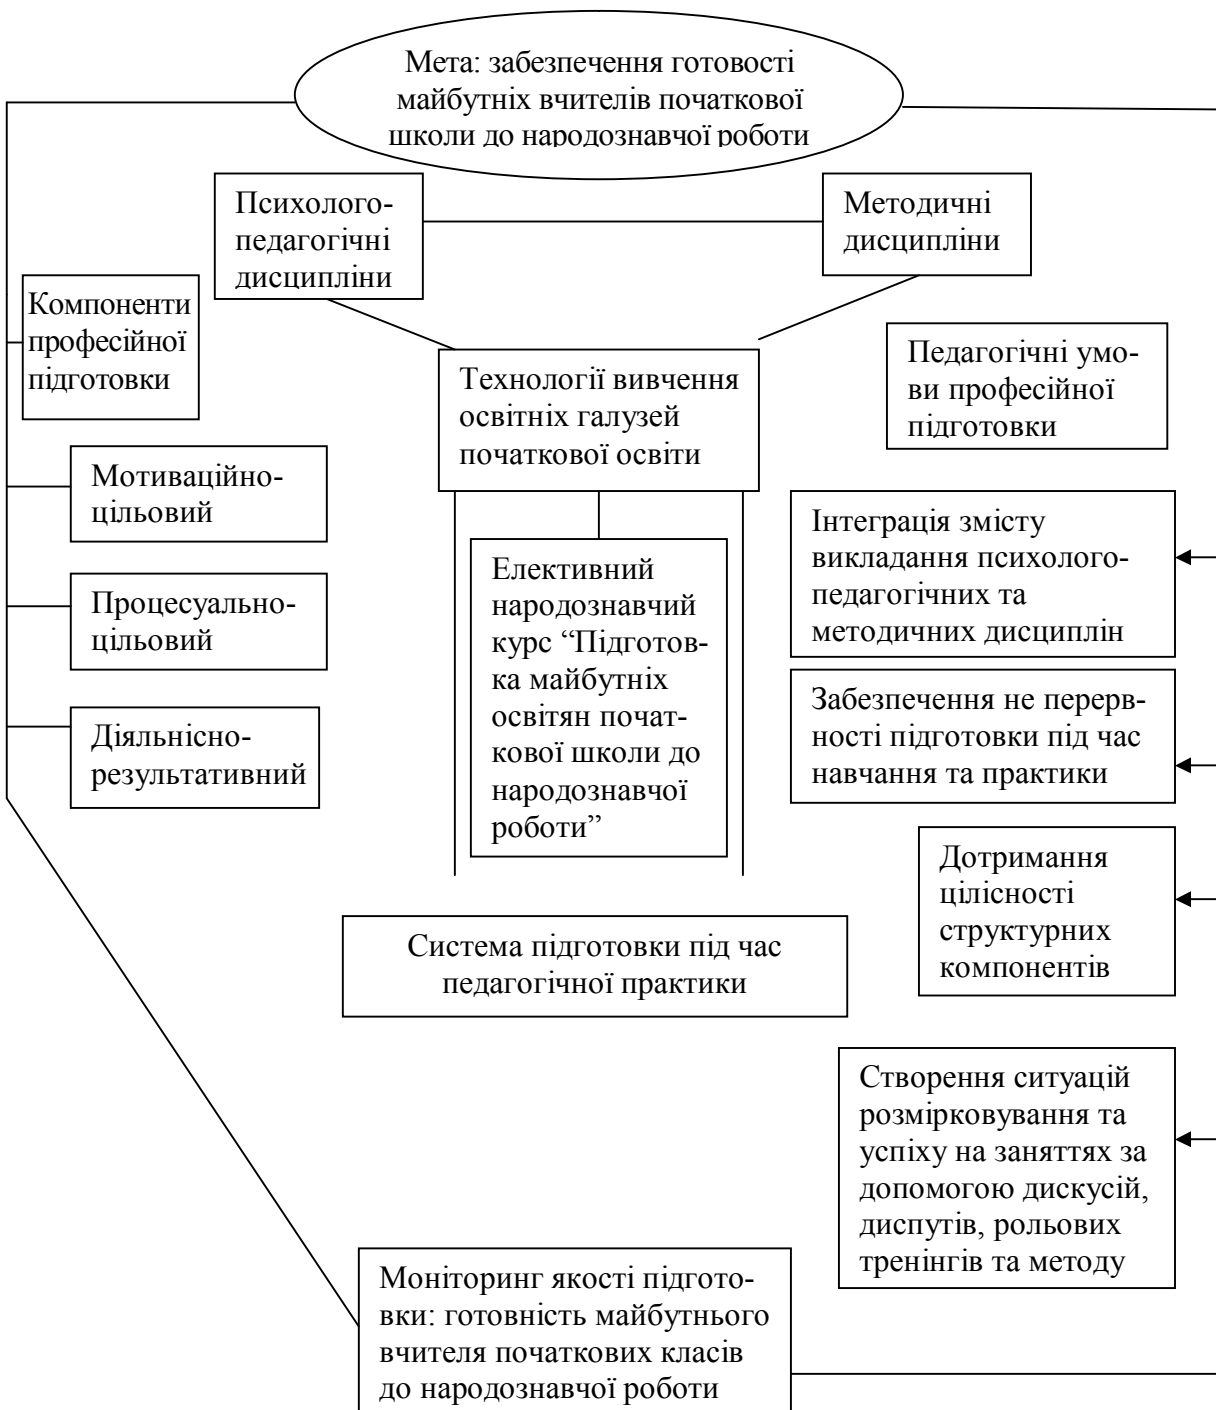 Мета: забезпечення готовості
майбутніх вчителів початкової
школи до народознавчої роботи
Психолого-
педагогічні
дисципліни
Методичні
дисципліни
Компоненти
професійної
підготовки
Технології вивчення
освітніх галузей
початкової освіти
Педагогічні умо-
ви професійної
підготовки
Мотиваційно-
цільовий
Процесуально-
цільовий
Діяльнісно-
результативний
Елективний
народознавчий
курс “Підготов-
ка майбутніх
освітян почат-
кової школи до
народознавчої
роботи”
Інтеграція змісту
викладання психолого-
педагогічних та
методичних дисциплін
Забезпечення не перерв-
ності підготовки під час
навчання та практики
Дотримання
цілісності
структурних
компонентів
Система підготовки під час
педагогічної практики
Створення ситуацій
розмірковування та
успіху на заняттях за
допомогою дискусій,
диспутів, рольових
тренінгів та методу
Моніторинг якості підгото-
вки: готовність майбутнього
вчителя початкових класів
до народознавчої роботи